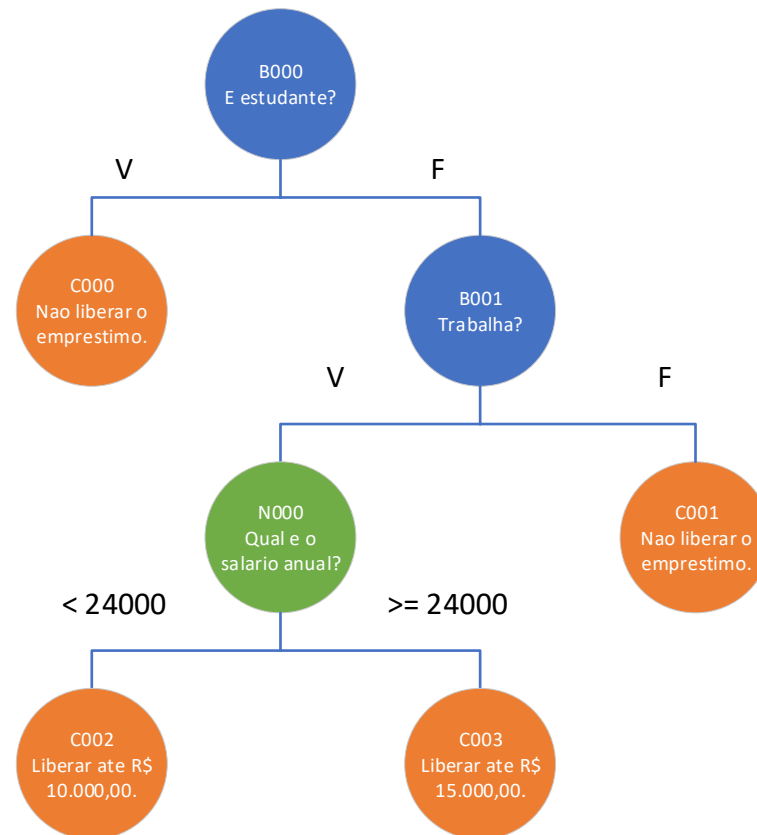 B000
E estudante?
V
F
C000
Nao liberar o
emprestimo.
B001
Trabalha?
V
F
N000
Qual e o
salario anual?
C001
Nao liberar o
emprestimo.
< 24000
>= 24000
C002
Liberar ate R$
10.000,00.
C003
Liberar ate R$
15.000,00.